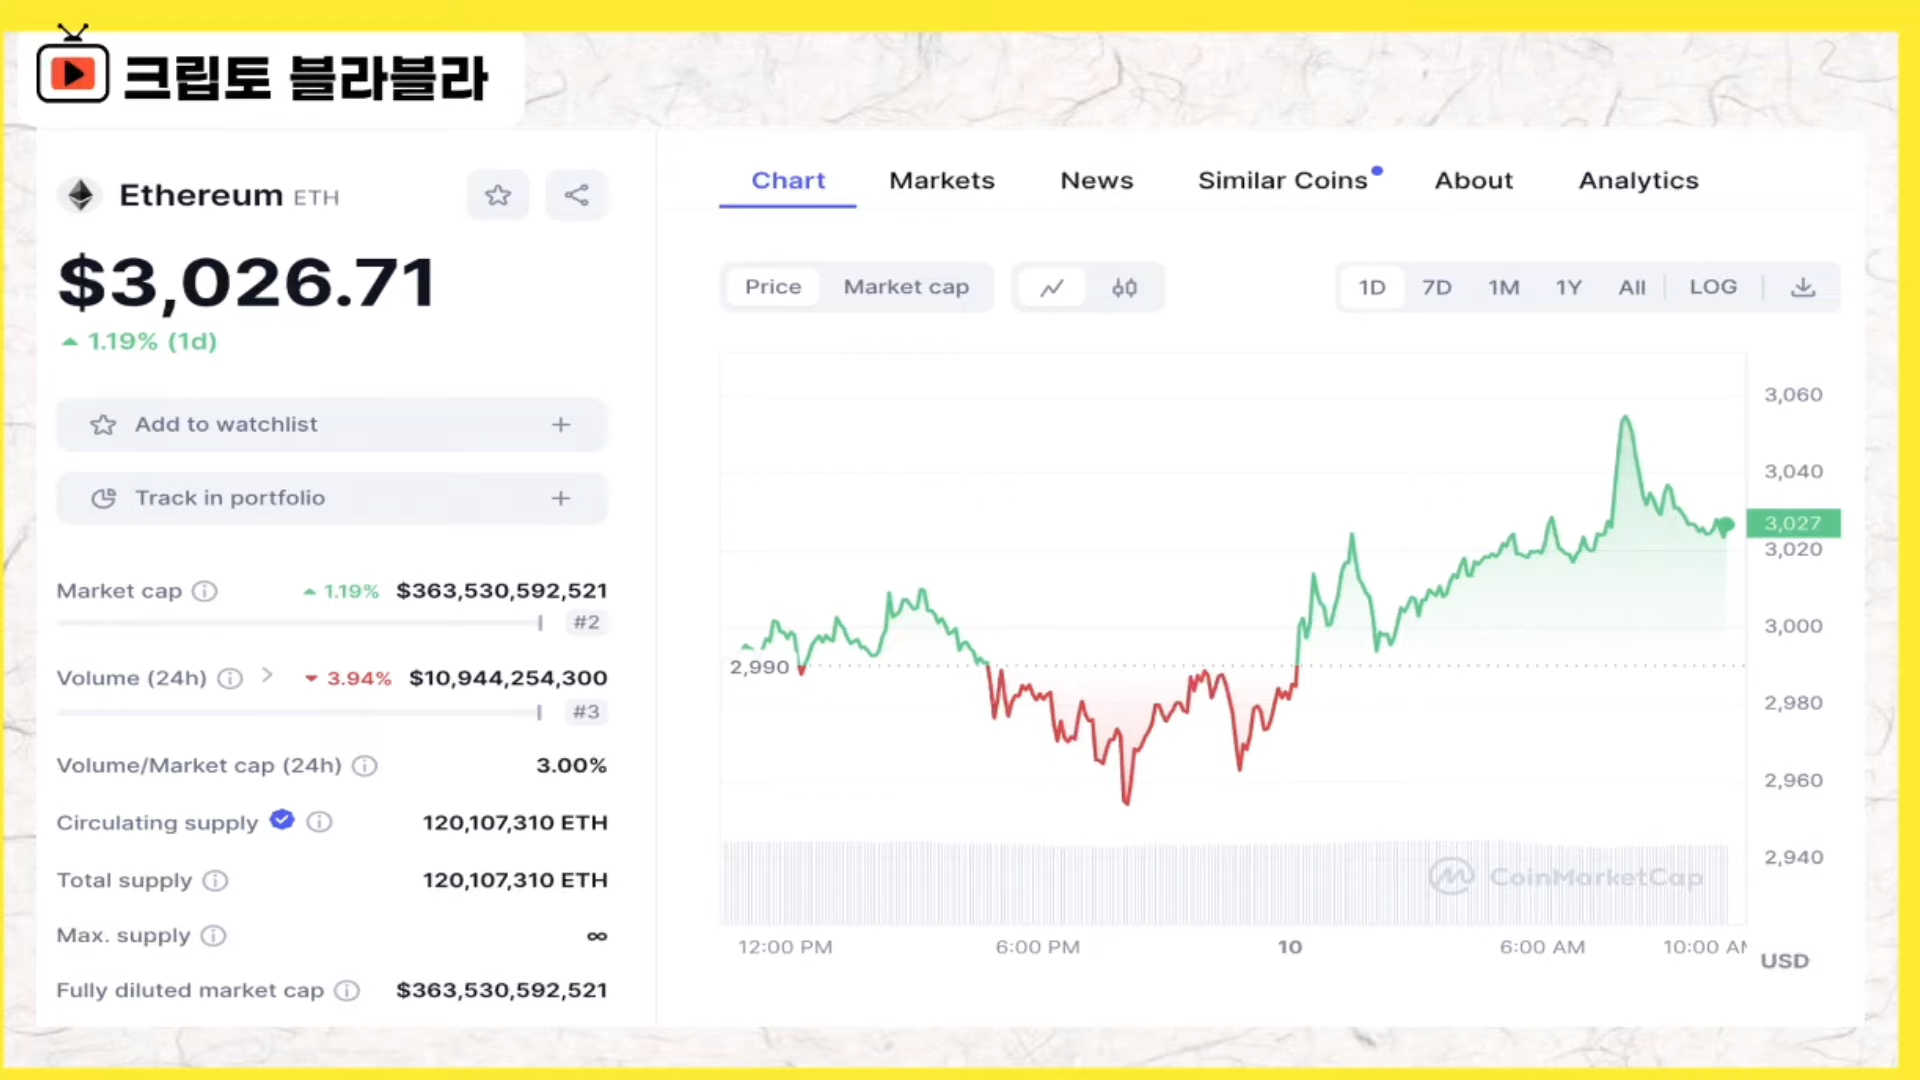 크립토 블라블라
Ethereum ETH
$3,026.71
1.19% (1d)
Add to watchlist +
Track in portfolio +
Market cap 1.19% $363,530,592,521
#2
Volume (24h) > 3.94% $10,944,254,300
#3
Volume/Market cap (24h) 3.00%
Circulating supply 120,107,310 ETH
Total supply 120,107,310 ETH
Max. supply ∞
Fully diluted market cap $363,530,592,521
Chart Markets News Similar Coins About Analytics
Price Market cap 1D 7D 1M 1Y All LOG
3,060
3,040
3,027
3,020
3,000
2,990
2,980
2,960
2,940
CoinMarketCap
12:00 PM 6:00 PM 10 6:00 AM 10:00 AM
USD